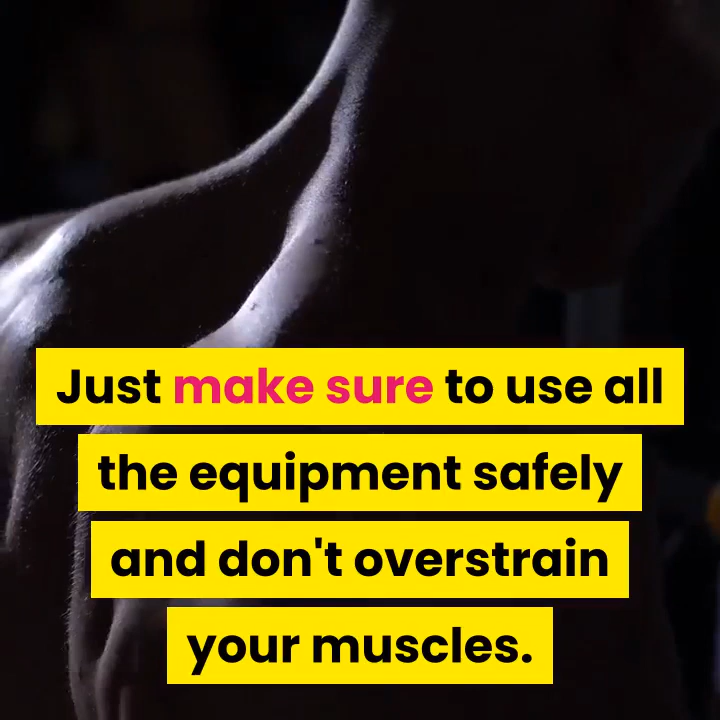 Just make sure to use all
the equipment safely
and don't overstrain
your muscles.